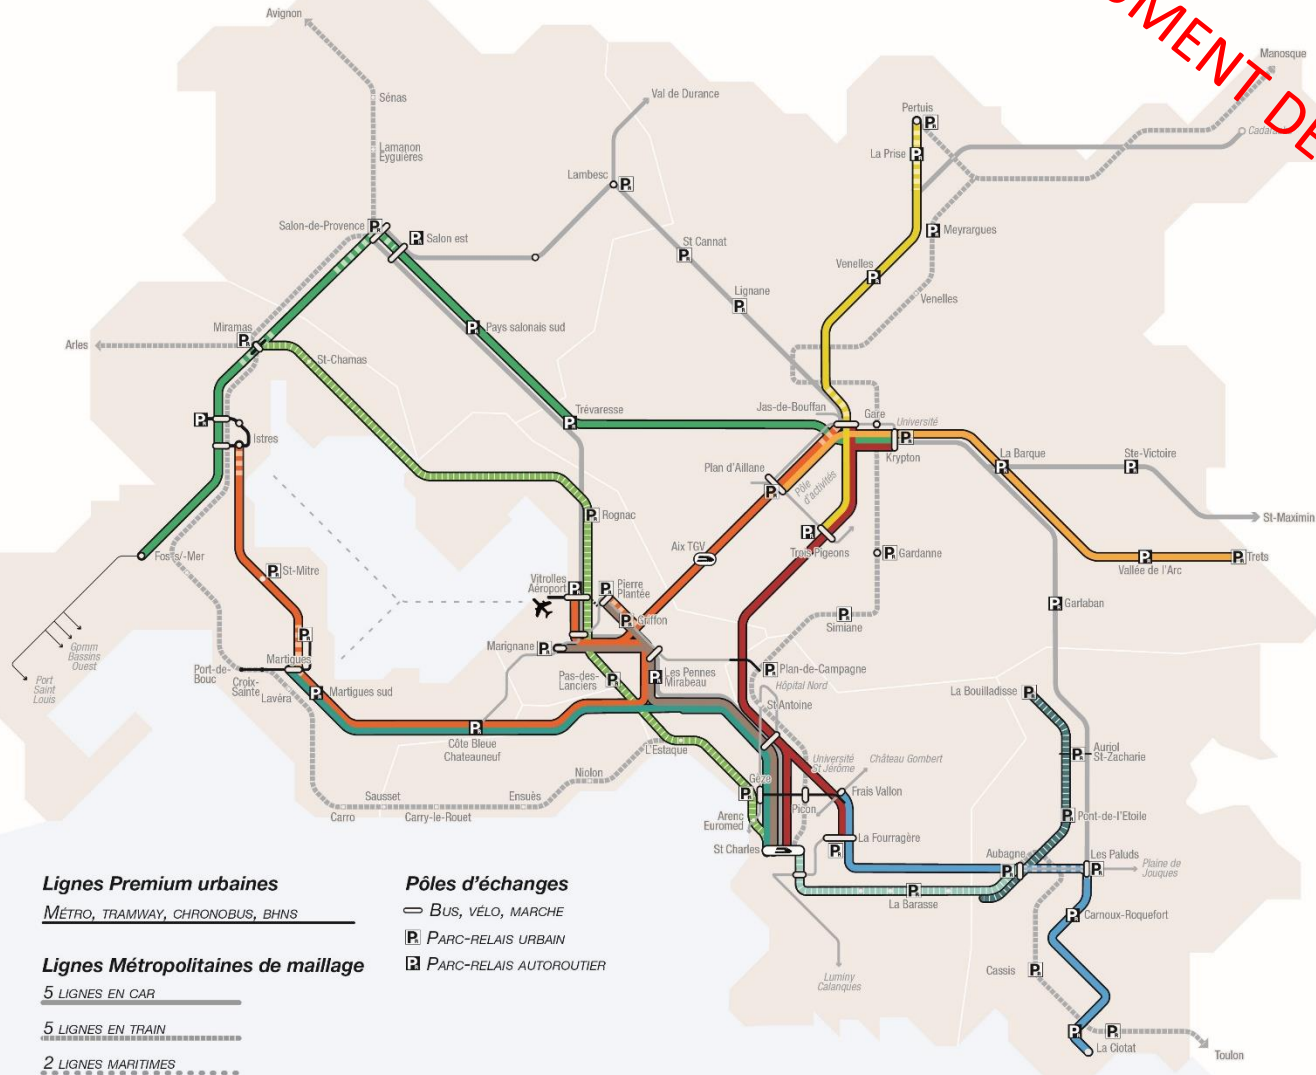 UMENT DE
Avignon
Manosque
Sénas
Val de Durance
Pertuis
La Prise
Lamanon
Eyguières
Lambesc
Salon-de-Provence
Salon est
St Cannat
Meyrargues
Venelles
Venelles
Lignane
Miramas
Pays salonais sud
Arles
St-Chamas
Trévaresse
Jas-de-Bouffan
Gare
Université
Istres
Krypton
La Barque
Ste-Victoire
Plan d'Aillane
Pôle
d'activités
Rognac
St-Maximin
Aix TGV
Trois Pigeons
Gardanne
Fos/s/-Mer
St-Mitre
Vallée de l'Arc
Trets
Vitrolles
Aéroport
Pierre
Plantée
Griffon
Garlaban
Simiane
Gpmm
Bassins
Ouest
Marignane
Martigues
Port-de-
Bouc
Croix-
Sainte
Lavéra
Port
Saint
Louis
Martigues sud
Pas-des-
Lanciers
Les Pennes
Mirabeau
Plan-de-Campagne
Hôpital Nord
St Antoine
La Bouilladisse
Côte Bleue
Chateauneuf
L'Estaque
Université
St Jérôme
Château Gombert
Auriol
St-Zacharie
Niolon
Gèze
Frais Vallon
Sausset
Ensuès
Picon
Carro
Carry-le-Rouet
Arenc
Euromed
Pont-de-l'Etoile
St Charles
La Fourragère
Aubagne
Les Paluds
Plaine de
Jouques
La Barasse
Carnoux-Roquefort
Cassis
Luminy
Calanques
La Ciotat
Toulon
Lignes Premium urbaines
MÉTRO, TRAMWAY, CHRONOBUS, BHNS
Lignes Métropolitaines de maillage
5 LIGNES EN CAR
5 LIGNES EN TRAIN
2 LIGNES MARITIMES
Pôles d'échanges
BUS, VÉLO, MARCHE
PR PARC-RELAIS URBAIN
PR PARC-RELAIS AUTOROUTIER